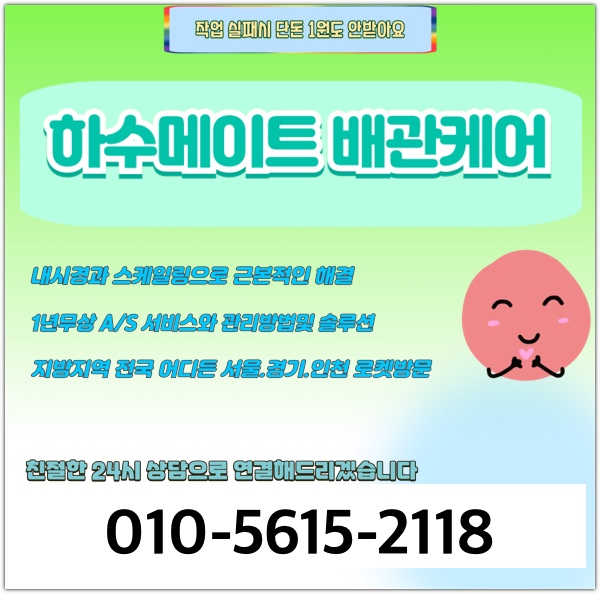 작업 실패시 단돈 1원도 안받아요
하수메이트 배관케어
내시경과 스케일링으로 근본적인 해결
1년무상 A/S 서비스와 관리방법및 솔루션
지방지역 전국 어디든 서울.경기.인천 로켓방문
친절한 24시 상담으로 연결해드리겠습니다
010-5615-2118